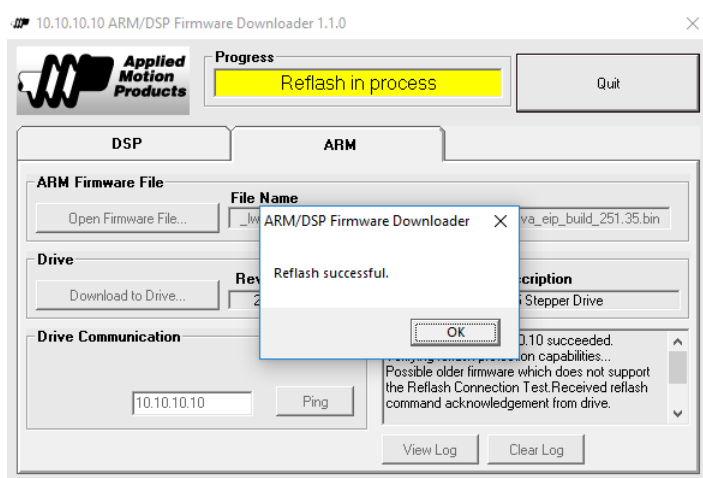 10.10.10.10 ARM/DSP Firmware Downloader 1.1.0
Applied
Motion
Products
Progress
Reflash in process
Quit
DSP
ARM
ARM Firmware File
File Name
Open Firmware File...
va_eip_build_251.35.bin
ARM/DSP Firmware Downloader
Reflash successful.
OK
Drive
Download to Drive...
Rev
2
cription
Stepper Drive
Drive Communication
10.10.10.10
Ping
0.10 succeeded.
Possible older firmware which does not support
the Reflash Connection Test.Received reflash
command acknowledgement from drive.
View Log
Clear Log